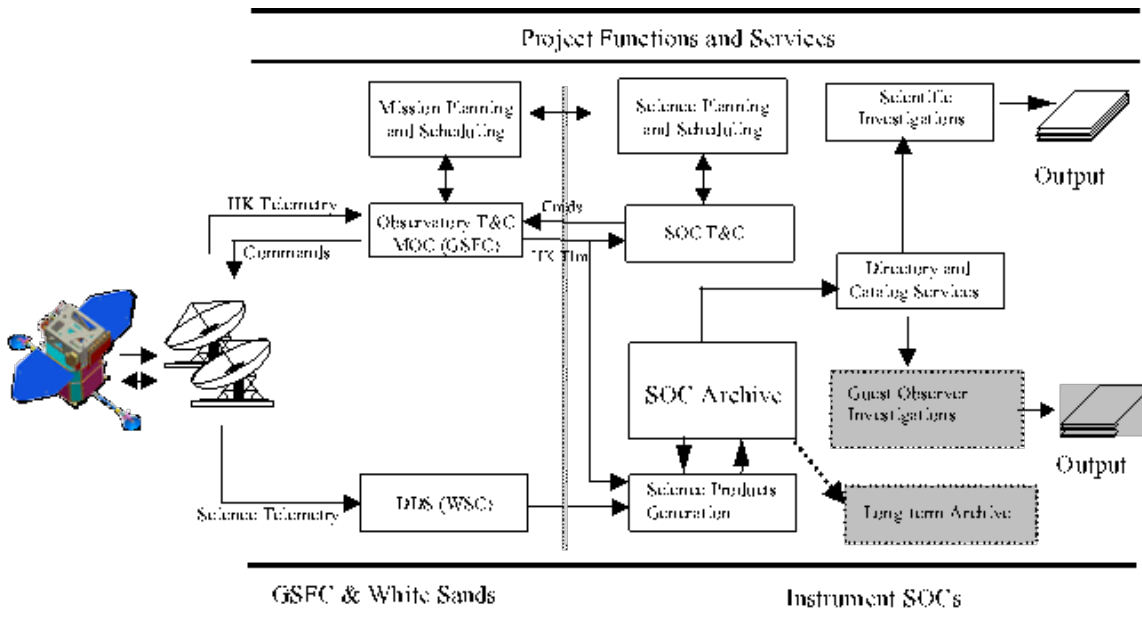 Project Functions and Services
Mission Planning
and Scheduling
Science Planning
and Scheduling
Scientific
Investigations
Output
HK Telemetry
Observatory T&C
MOC (GSFC)
Cmds
SOC T&C
Commands
HK Tlm
Directory and
Catalog Services
SOC Archive
Guest Observer
Investigations
Output
Science Products
Generation
DDS (WSC)
Science Telemetry
Long term Archive
GSFC & White Sands
Instrument SOCs